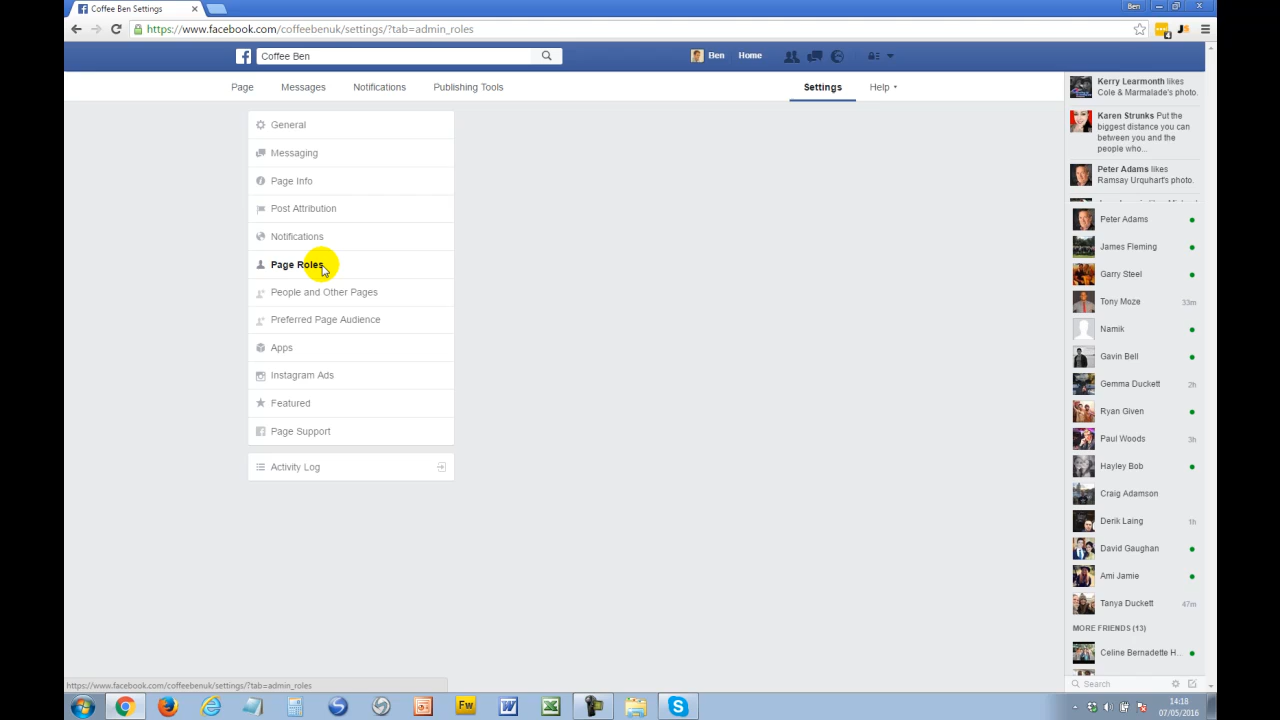 Coffee Ben Settings
Ben
https://www.facebook.com/coffeebenuk/settings/?tab=admin_roles
4
Coffee Ben
Ben
Home
Page
Messages
Notifications
Publishing Tools
Settings
Help
General
Messaging
Page Info
Post Attribution
Notifications
Page Roles
People and Other Pages
Preferred Page Audience
Apps
Instagram Ads
Featured
Page Support
Activity Log
Kerry Learmonth likes
Cole & Marmalade's photo.
Karen Strunks Put the
biggest distance you can
between you and the
people who...
Peter Adams likes
Ramsay Urquhart's photo.
Peter Adams
James Fleming
Garry Steel
Tony Moze 33m
Namik
Gavin Bell
Gemma Duckett 2h
Ryan Given
Paul Woods 3h
Hayley Bob
Craig Adamson
Derik Laing 1h
David Gaughan
Ami Jamie
Tanya Duckett 47m
MORE FRIENDS (13)
Celine Bernadette H...
Search
https://www.facebook.com/coffeebenuk/settings/?tab=admin_roles
Fw
14:18
07/05/2016